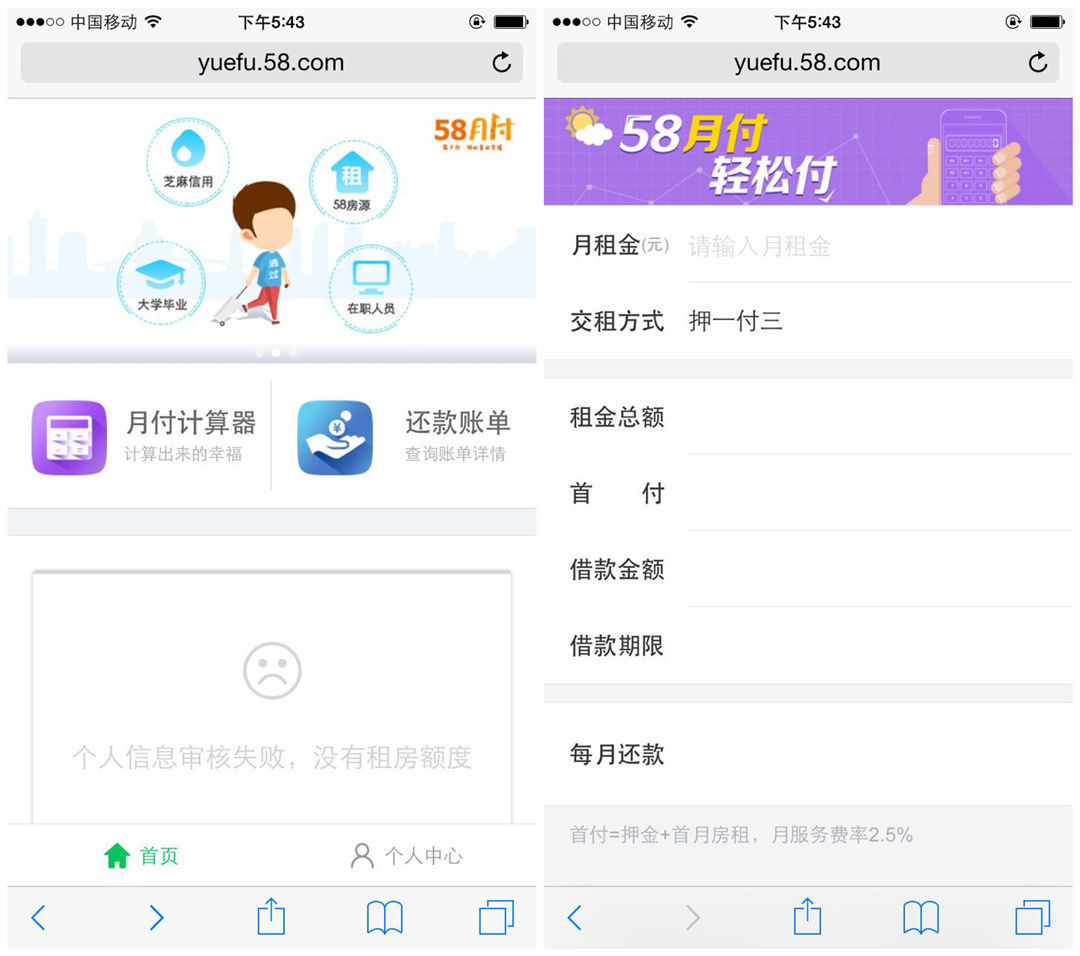 中国移动
下午5:43
yuefu.58.com
58月付
芝麻信用
租
58房源
通过
大学毕业
在职人员
月付计算器
计算出来的幸福
还款账单
查询账单详情
个人信息审核失败，没有租房额度
首页
个人中心
中国移动
下午5:43
yuefu.58.com
58月付
轻松付
月租金(元)
请输入月租金
交租方式
押一付三
租金总额
首 付
借款金额
借款期限
每月还款
首付=押金+首月房租，月服务费率2.5%